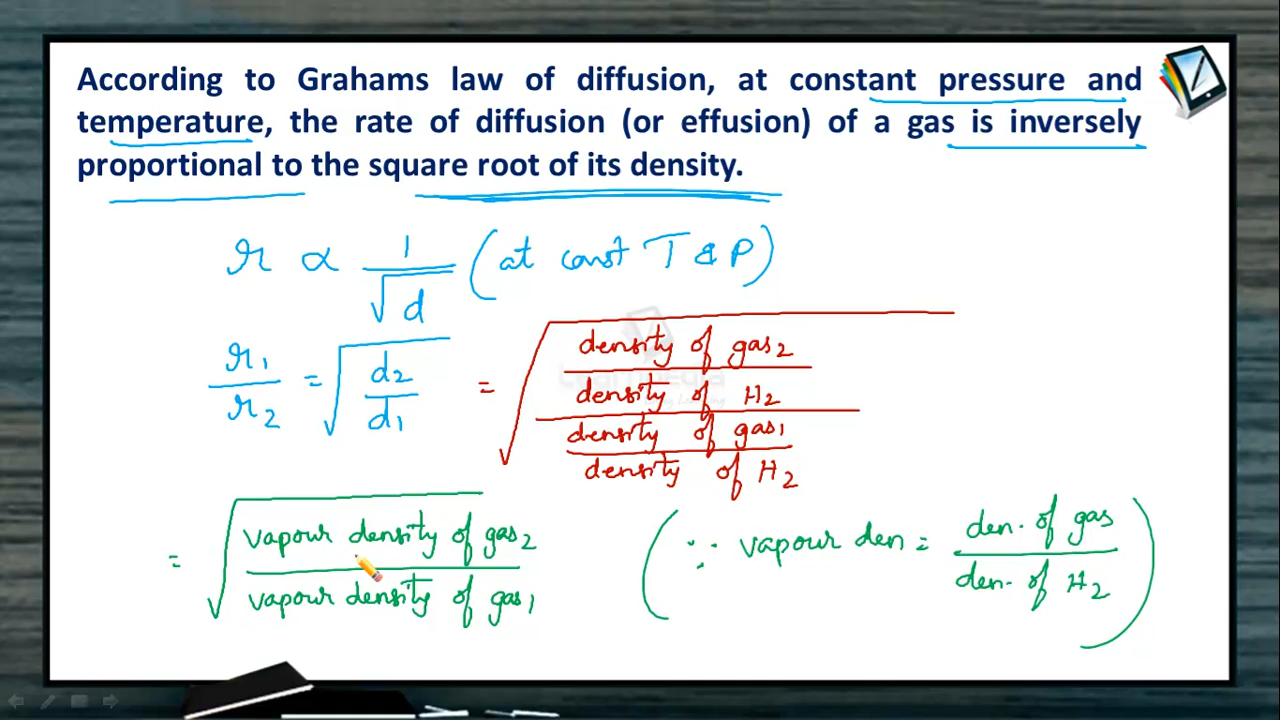 According to Grahams law of diffusion, at constant pressure and
temperature, the rate of diffusion (or effusion) of a gas is inversely
proportional to the square root of its density.
r ∝ 1/√d (at const T & P)
r₁/r₂ = √(d₂/d₁) = √((density of gas₂/density of H₂)/(density of gas₁/density of H₂))
= √(vapour density of gas₂/vapour density of gas₁) (∵ vapour den = den. of gas/den. of H₂)